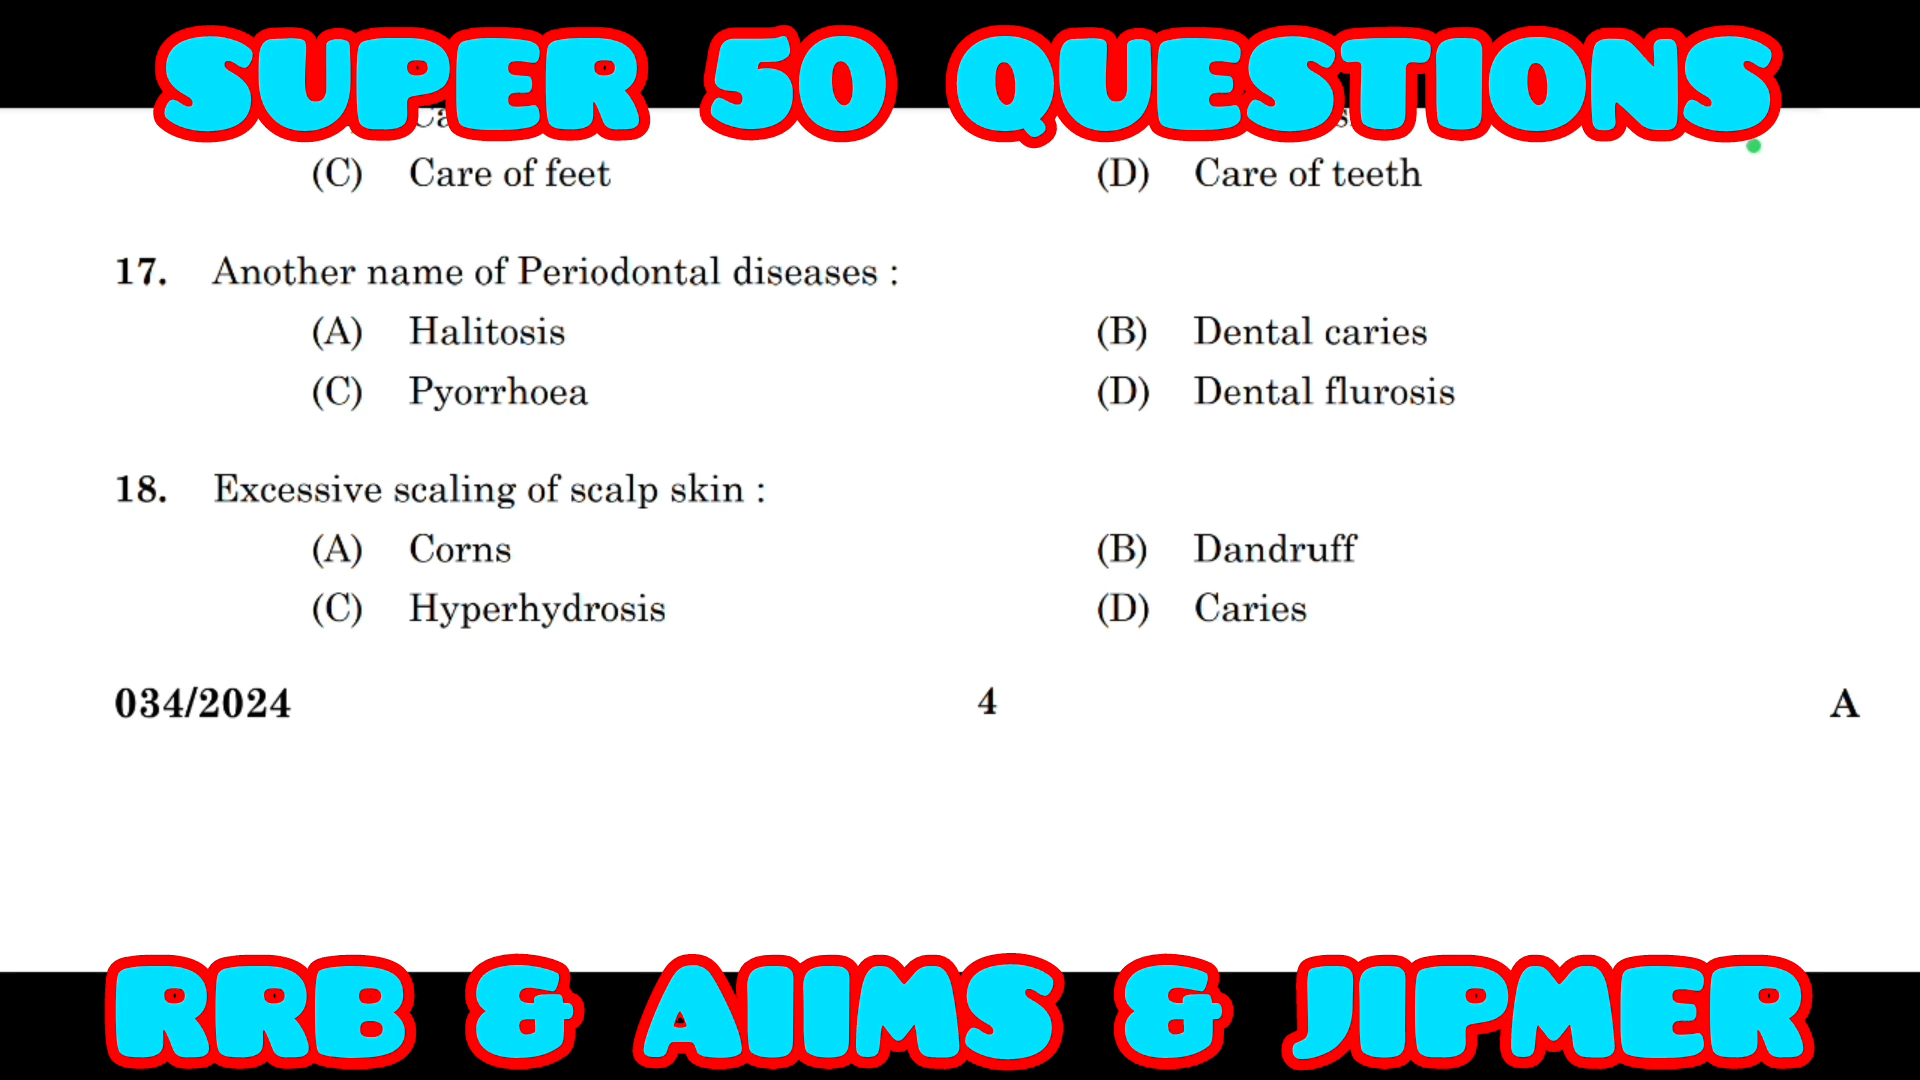 SUPER 50 QUESTIONS
(C) Care of feet (D) Care of teeth
17. Another name of Periodontal diseases :
(A) Halitosis (B) Dental caries
(C) Pyorrhoea (D) Dental flurosis
18. Excessive scaling of scalp skin :
(A) Corns (B) Dandruff
(C) Hyperhydrosis (D) Caries
034/2024 4 A
RRB & AIIMS & JIPMER